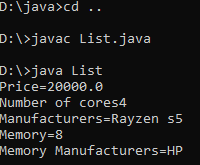 D:\java>cd ..
D:\>javac List.java
D:\>java List
Price=20000.0
Number of cores4
Manufacturers=Rayzen s5
Memory=8
Memory Manufacturers=HP